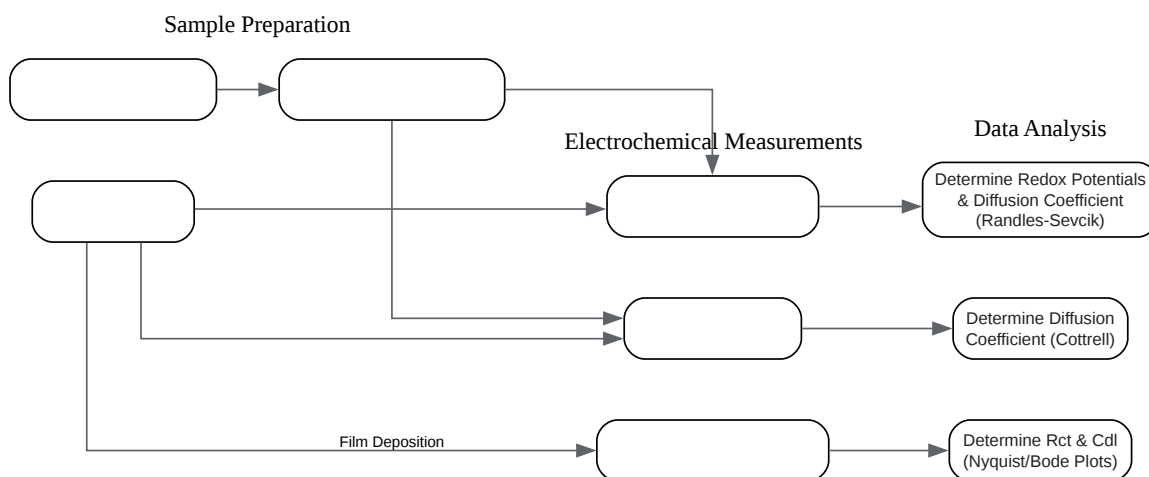 Sample Preparation
Electrochemical Measurements
Data Analysis
Determine Redox Potentials
& Diffusion Coefficient
(Randles-Sevcik)
Determine Diffusion
Coefficient (Cottrell)
Film Deposition
Determine Rct & Cdl
(Nyquist/Bode Plots)